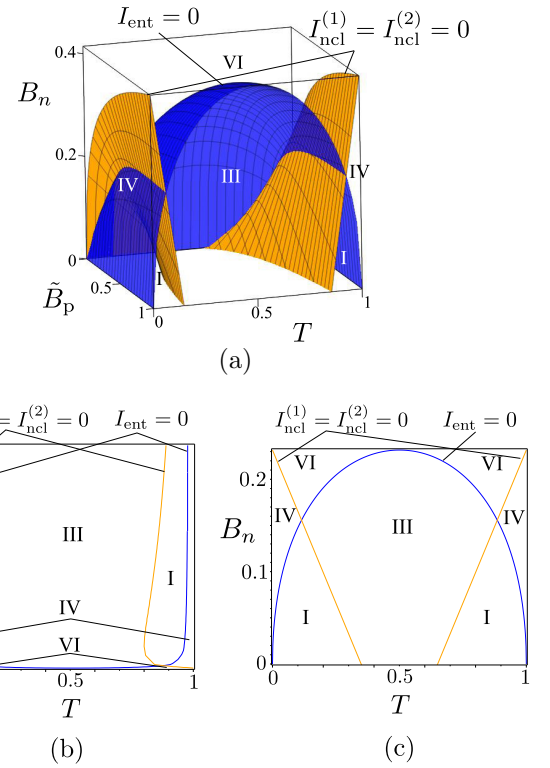 I_ent = 0
I_ncl^(1) = I_ncl^(2) = 0
0.4
VI
B_n
0.2
IV
III
IV
0
I
I
B̃_p
0.5
1
0
0.5
1
T
(a)
= I_ncl^(2) = 0
I_ent = 0
III
I
IV
VI
0.5
1
T
(b)
I_ncl^(1) = I_ncl^(2) = 0
I_ent = 0
VI
VI
0.2
IV
IV
B_n
III
0.1
I
I
0
0
0.5
1
T
(c)